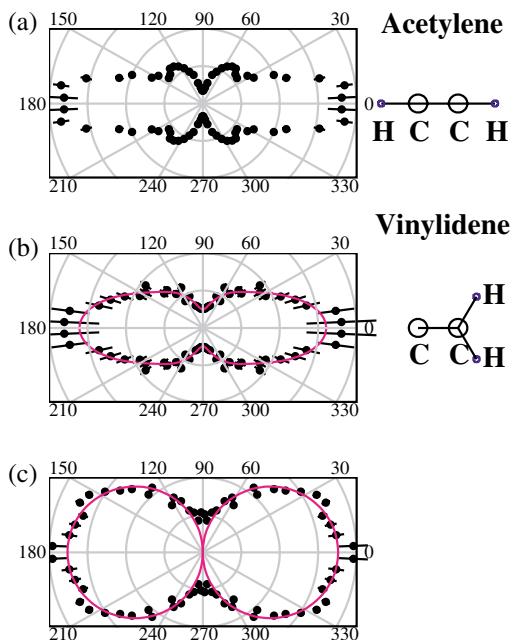 (a) 150 120 90 60 30 Acetylene
180 0
H C C H
210 240 270 300 330
Vinylidene
(b) 150 120 90 60 30
H
180 0
C C H
210 240 270 300 330
(c) 150 120 90 60 30
180 0
210 240 270 300 330